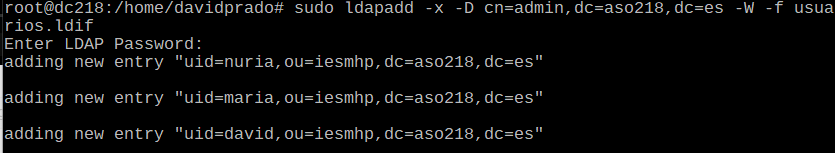 root@dc218:/home/davidprado# sudo ldapadd -x -D cn=admin,dc=aso218,dc=es -W -f usua
rios.ldif
Enter LDAP Password:
adding new entry "uid=nuria,ou=iesmhp,dc=aso218,dc=es"
adding new entry "uid=maria,ou=iesmhp,dc=aso218,dc=es"
adding new entry "uid=david,ou=iesmhp,dc=aso218,dc=es"